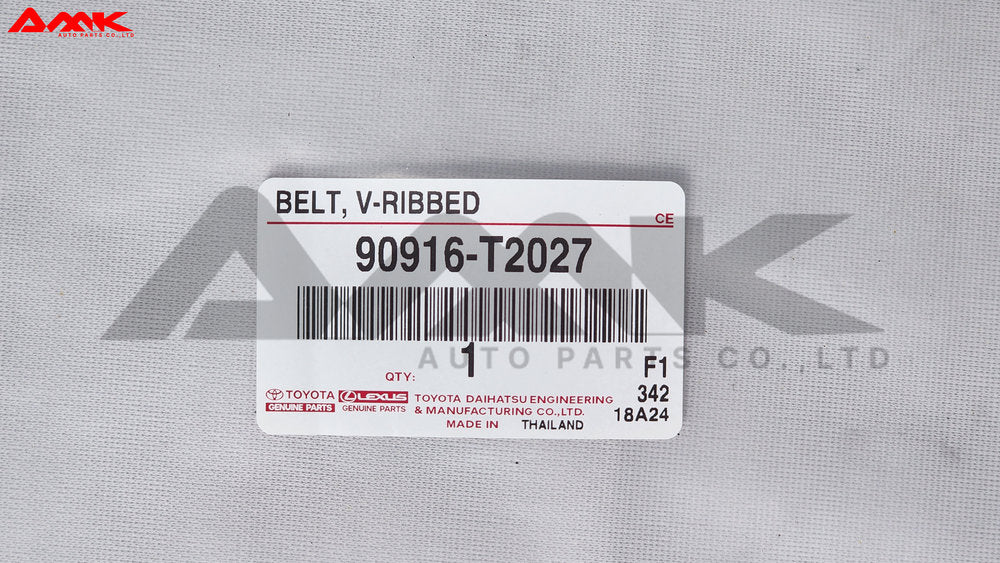 AMK
AUTO PARTS CO.,LTD
BELT, V-RIBBED
CE
90916-T2027
AMK
AUTO PARTS CO.,LTD
QTY: 1
F1
TOYOTA LEXUS TOYOTA DAIHATSU ENGINEERING 342
GENUINE PARTS GENUINE PARTS & MANUFACTURING CO.,LTD. 18A24
MADE IN THAILAND